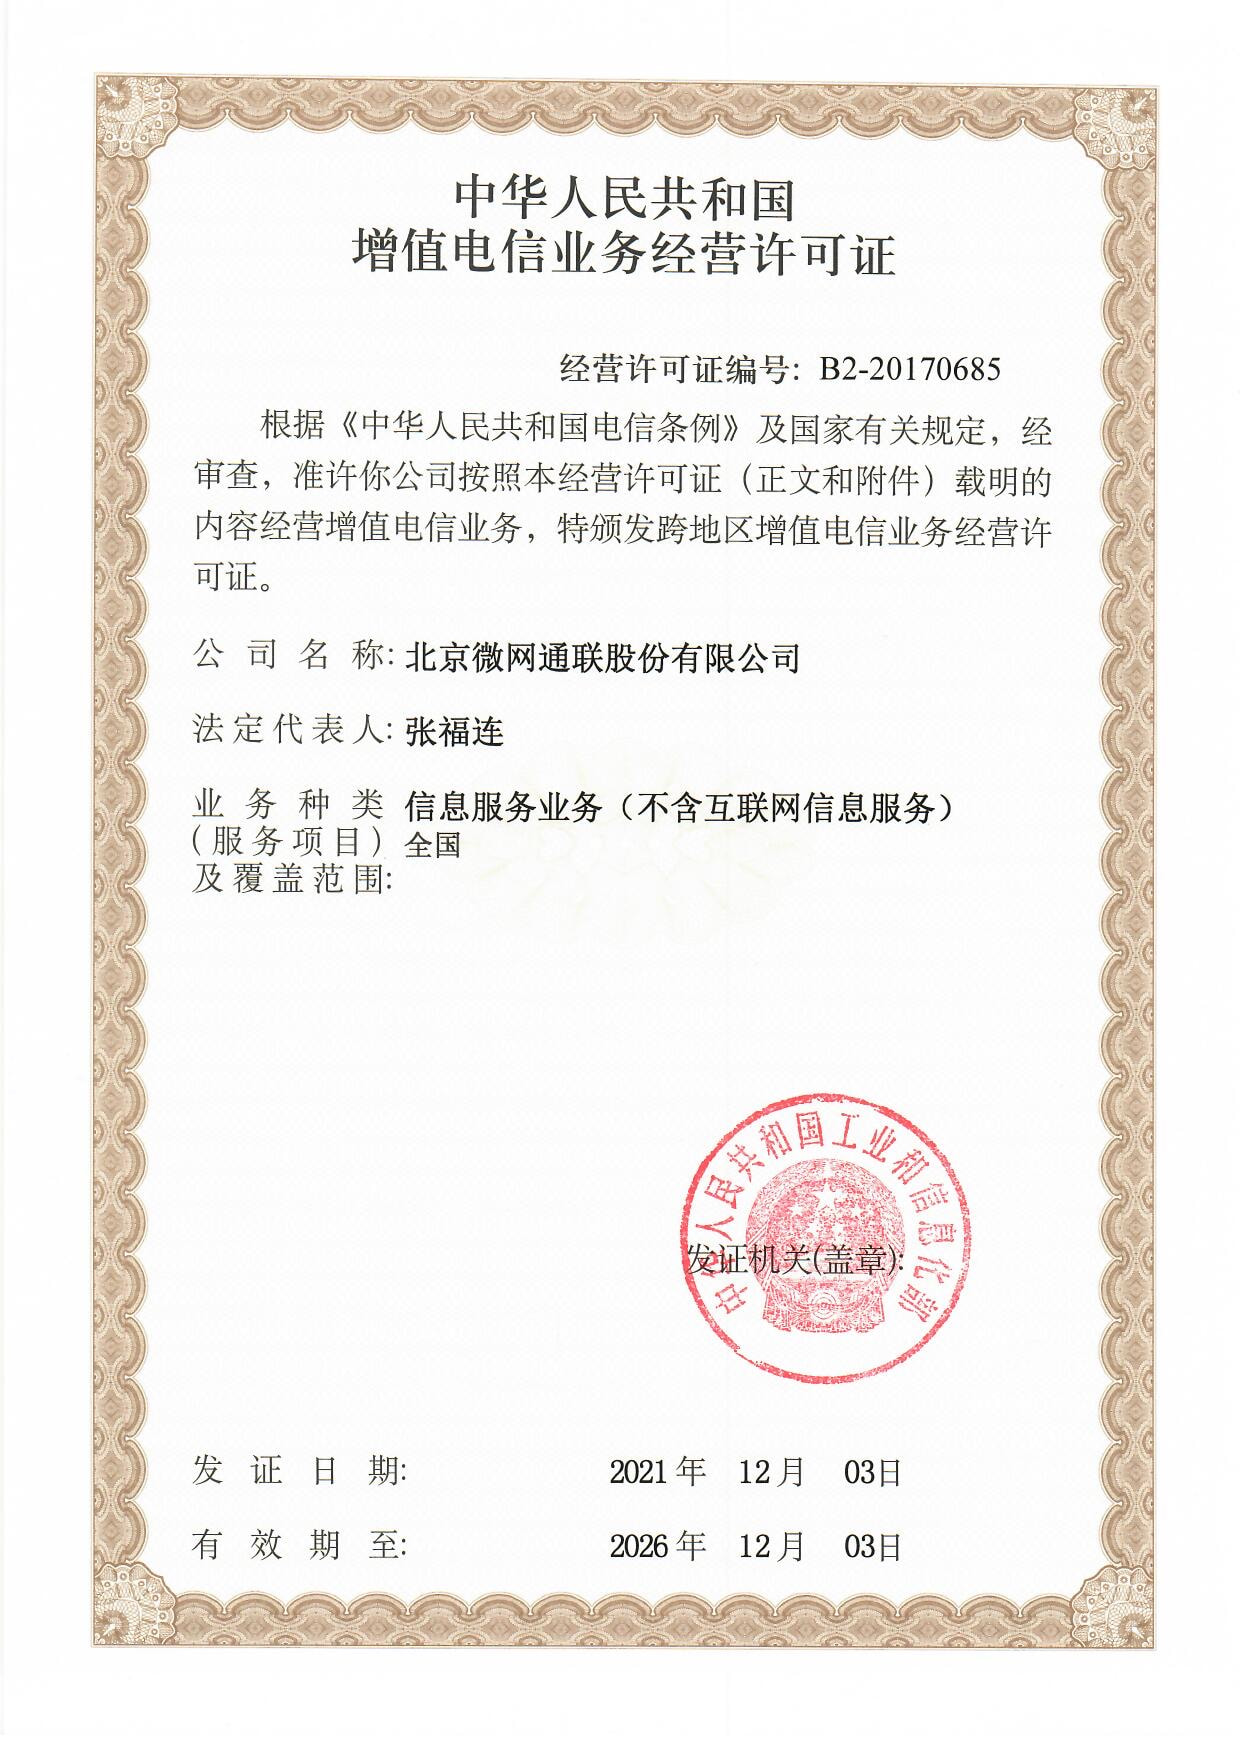 中华人民共和国
增值电信业务经营许可证
经营许可证编号：B2-20170685
根据《中华人民共和国电信条例》及国家有关规定，经
审查，准许你公司按照本经营许可证（正文和附件）载明的
内容经营增值电信业务，特颁发跨地区增值电信业务经营许
可证。
公司名称:北京微网通联股份有限公司
法定代表人:张福连
业务种类 信息服务业务（不含互联网信息服务）
(服务项目) 全国
及覆盖范围:
中华人民共和国工业和信息化部
发证机关(盖章):
发证日期: 2021年 12月 03日
有效期至: 2026年 12月 03日